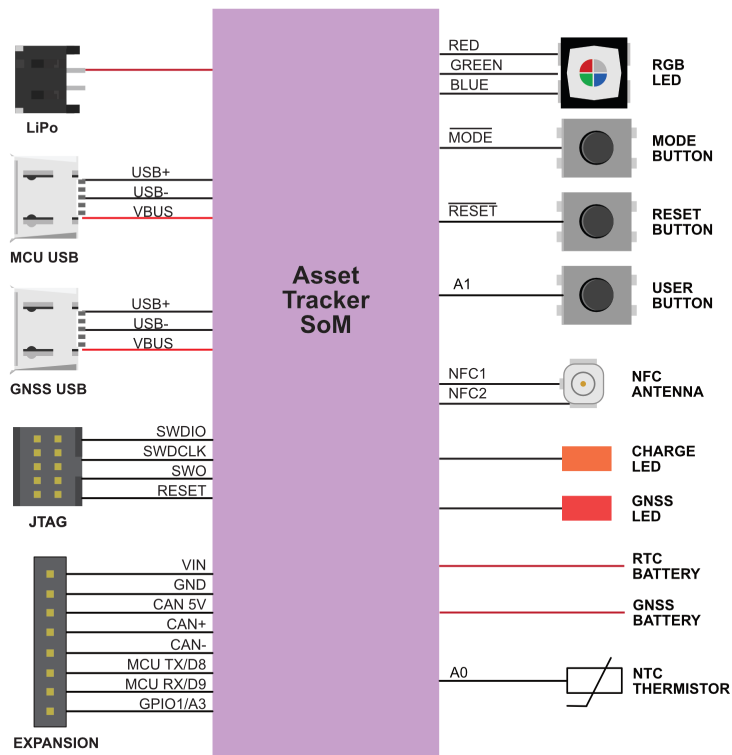 LiPo
USB+
USB-
VBUS
MCU USB
USB+
USB-
VBUS
GNSS USB
SWDIO
SWDCLK
SWO
RESET
JTAG
VIN
GND
CAN 5V
CAN+
CAN-
MCU TX/D8
MCU RX/D9
GPIO1/A3
EXPANSION
Asset
Tracker
SoM
RED
GREEN
BLUE
RGB
LED
MODE
MODE
BUTTON
RESET
RESET
BUTTON
A1
USER
BUTTON
NFC1
NFC2
NFC
ANTENNA
CHARGE
LED
GNSS
LED
RTC
BATTERY
GNSS
BATTERY
A0
NTC
THERMISTOR